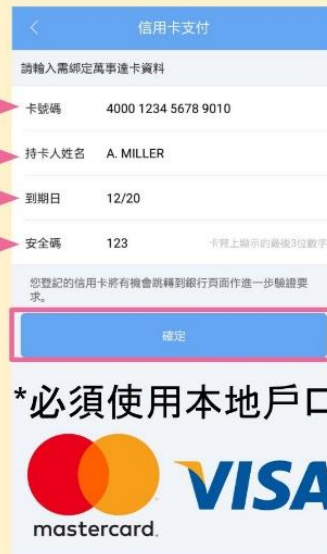 信用卡支付
請輸入需綁定萬事達卡資料
卡號碼 4000 1234 5678 9010
持卡人姓名 A. MILLER
到期日 12/20
安全碼 123 卡背上顯示的最後3位數字
您登記的信用卡將有機會跳轉到銀行頁面作進一步驗證要
求。
確定
*必須使用本地戶口
mastercard.
VISA